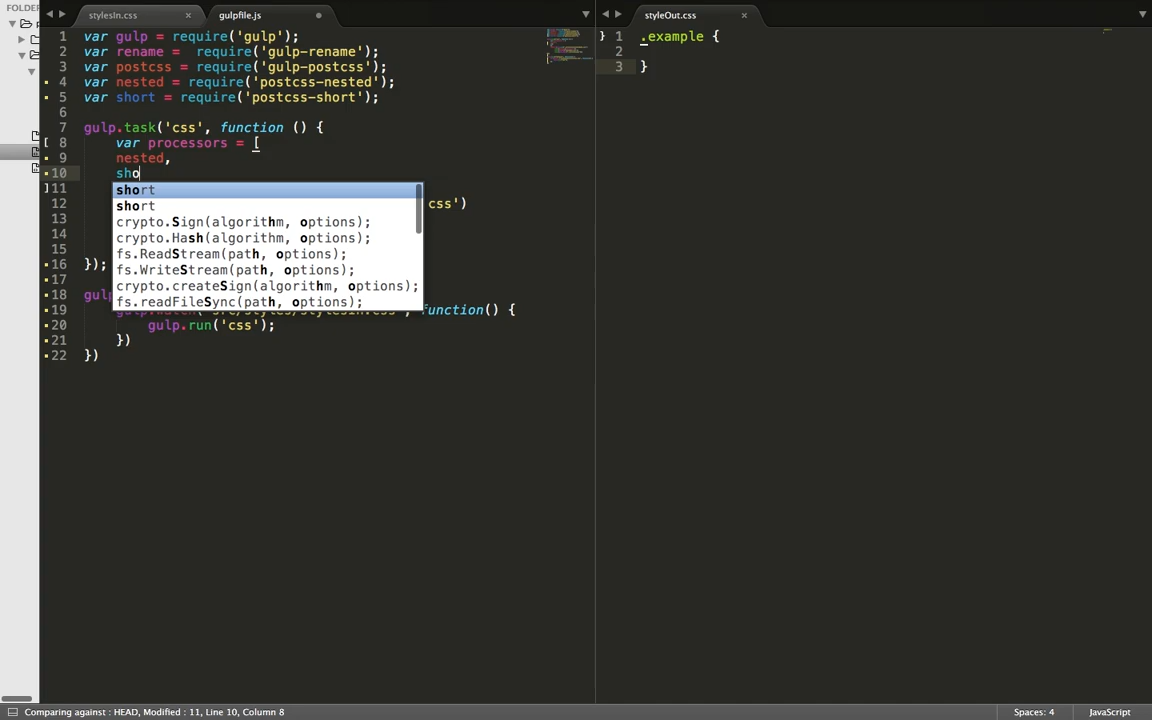 FOLDER
stylesIn.css ×
gulpfile.js
styleOut.css ×
1 var gulp = require('gulp');
2 var rename =  require('gulp-rename');
3 var postcss = require('gulp-postcss');
4 var nested = require('postcss-nested');
5 var short = require('postcss-short');
6
7 gulp.task('css', function () {
8 var processors = [
9 nested,
10 sho
11
12 css')
13
14
15
16 });
17
18 gulp
19 function() {
20 gulp.run('css');
21 })
22 })
short
short
crypto.Sign(algorithm, options);
crypto.Hash(algorithm, options);
fs.ReadStream(path, options);
fs.WriteStream(path, options);
crypto.createSign(algorithm, options);
fs.readFileSync(path, options);
1 .example {
2
3 }
Comparing against : HEAD, Modified : 11, Line 10, Column 8
Spaces: 4
JavaScript